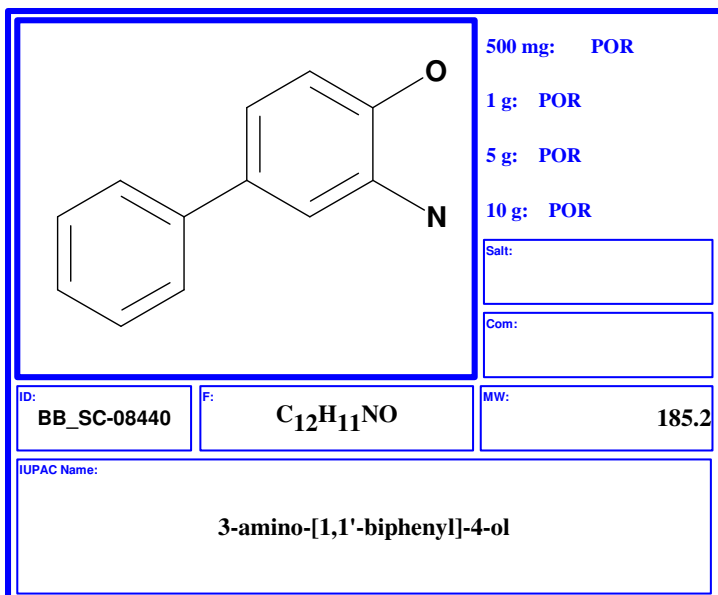 O
N
500 mg: POR
1 g: POR
5 g: POR
10 g: POR
Salt:
Com:
ID:
BB_SC-08440
F:
C12H11NO
MW:
185.2
IUPAC Name:
3-amino-[1,1'-biphenyl]-4-ol